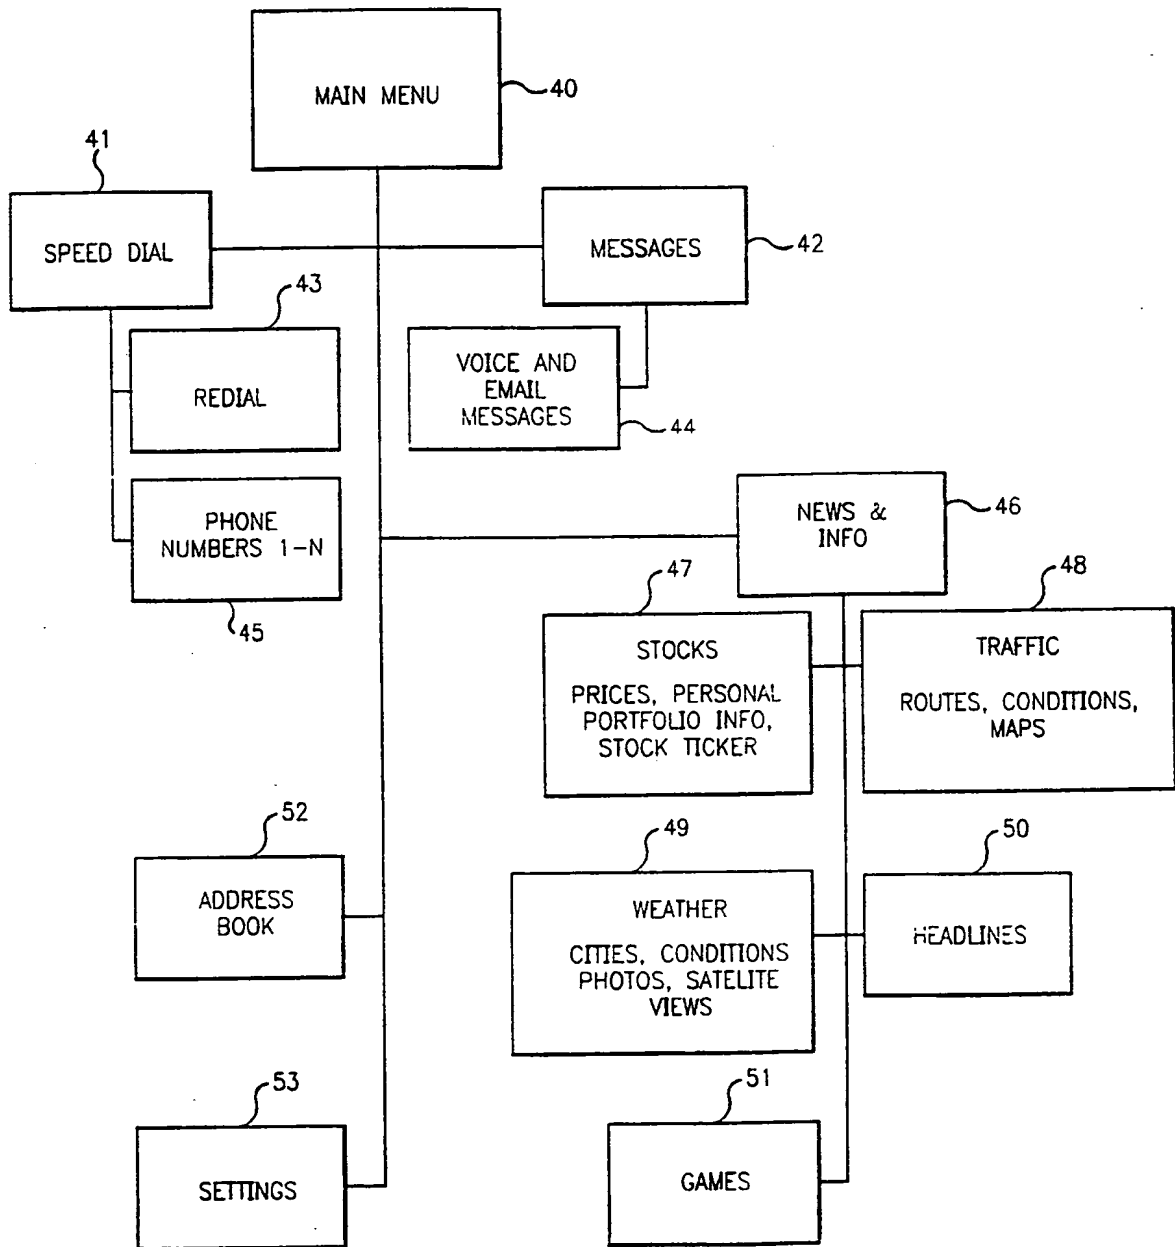 MAIN MENU
40
41
SPEED DIAL
MESSAGES
42
43
REDIAL
VOICE AND
EMAIL
MESSAGES
44
PHONE
NUMBERS 1-N
45
NEWS &
INFO
46
47
STOCKS
PRICES, PERSONAL
PORTFOLIO INFO,
STOCK TICKER
48
TRAFFIC
ROUTES, CONDITIONS,
MAPS
52
ADDRESS
BOOK
49
WEATHER
CITIES, CONDITIONS
PHOTOS, SATELITE
VIEWS
50
HEADLINES
53
SETTINGS
51
GAMES